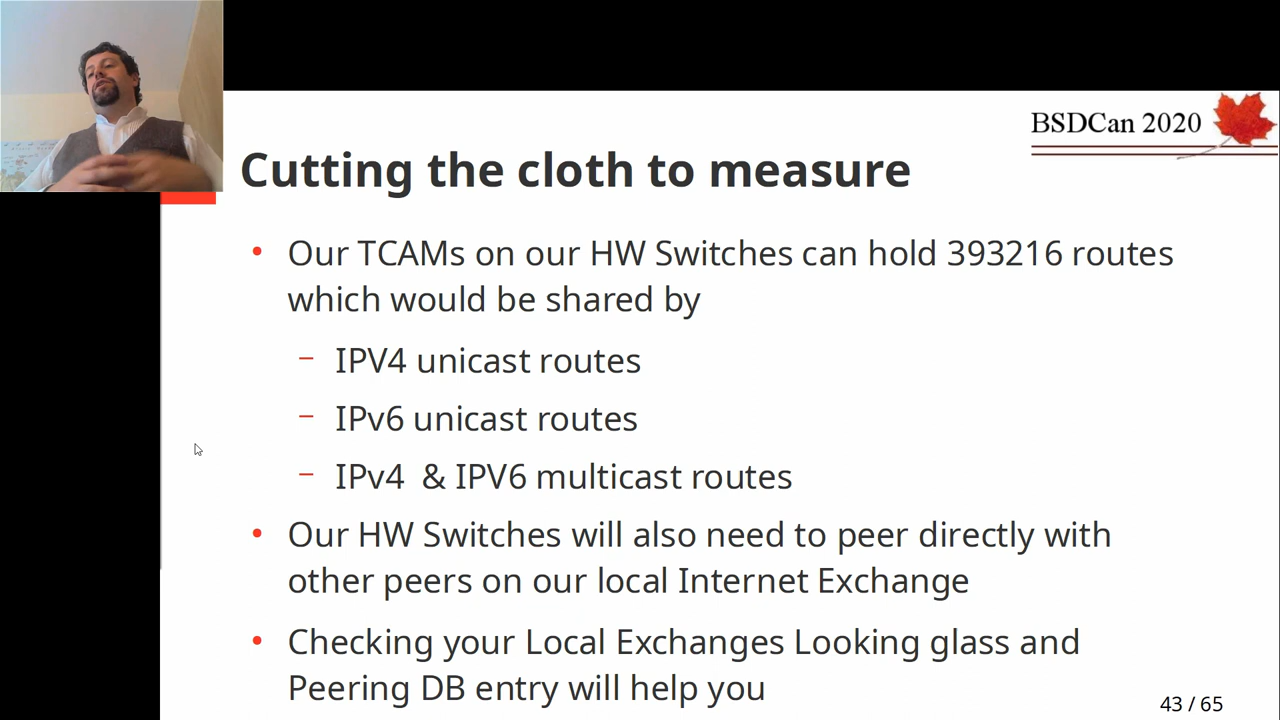 BSDCan 2020
Cutting the cloth to measure
• Our TCAMs on our HW Switches can hold 393216 routes
which would be shared by
– IPV4 unicast routes
– IPv6 unicast routes
– IPv4 & IPV6 multicast routes
• Our HW Switches will also need to peer directly with
other peers on our local Internet Exchange
• Checking your Local Exchanges Looking glass and
Peering DB entry will help you
43 / 65